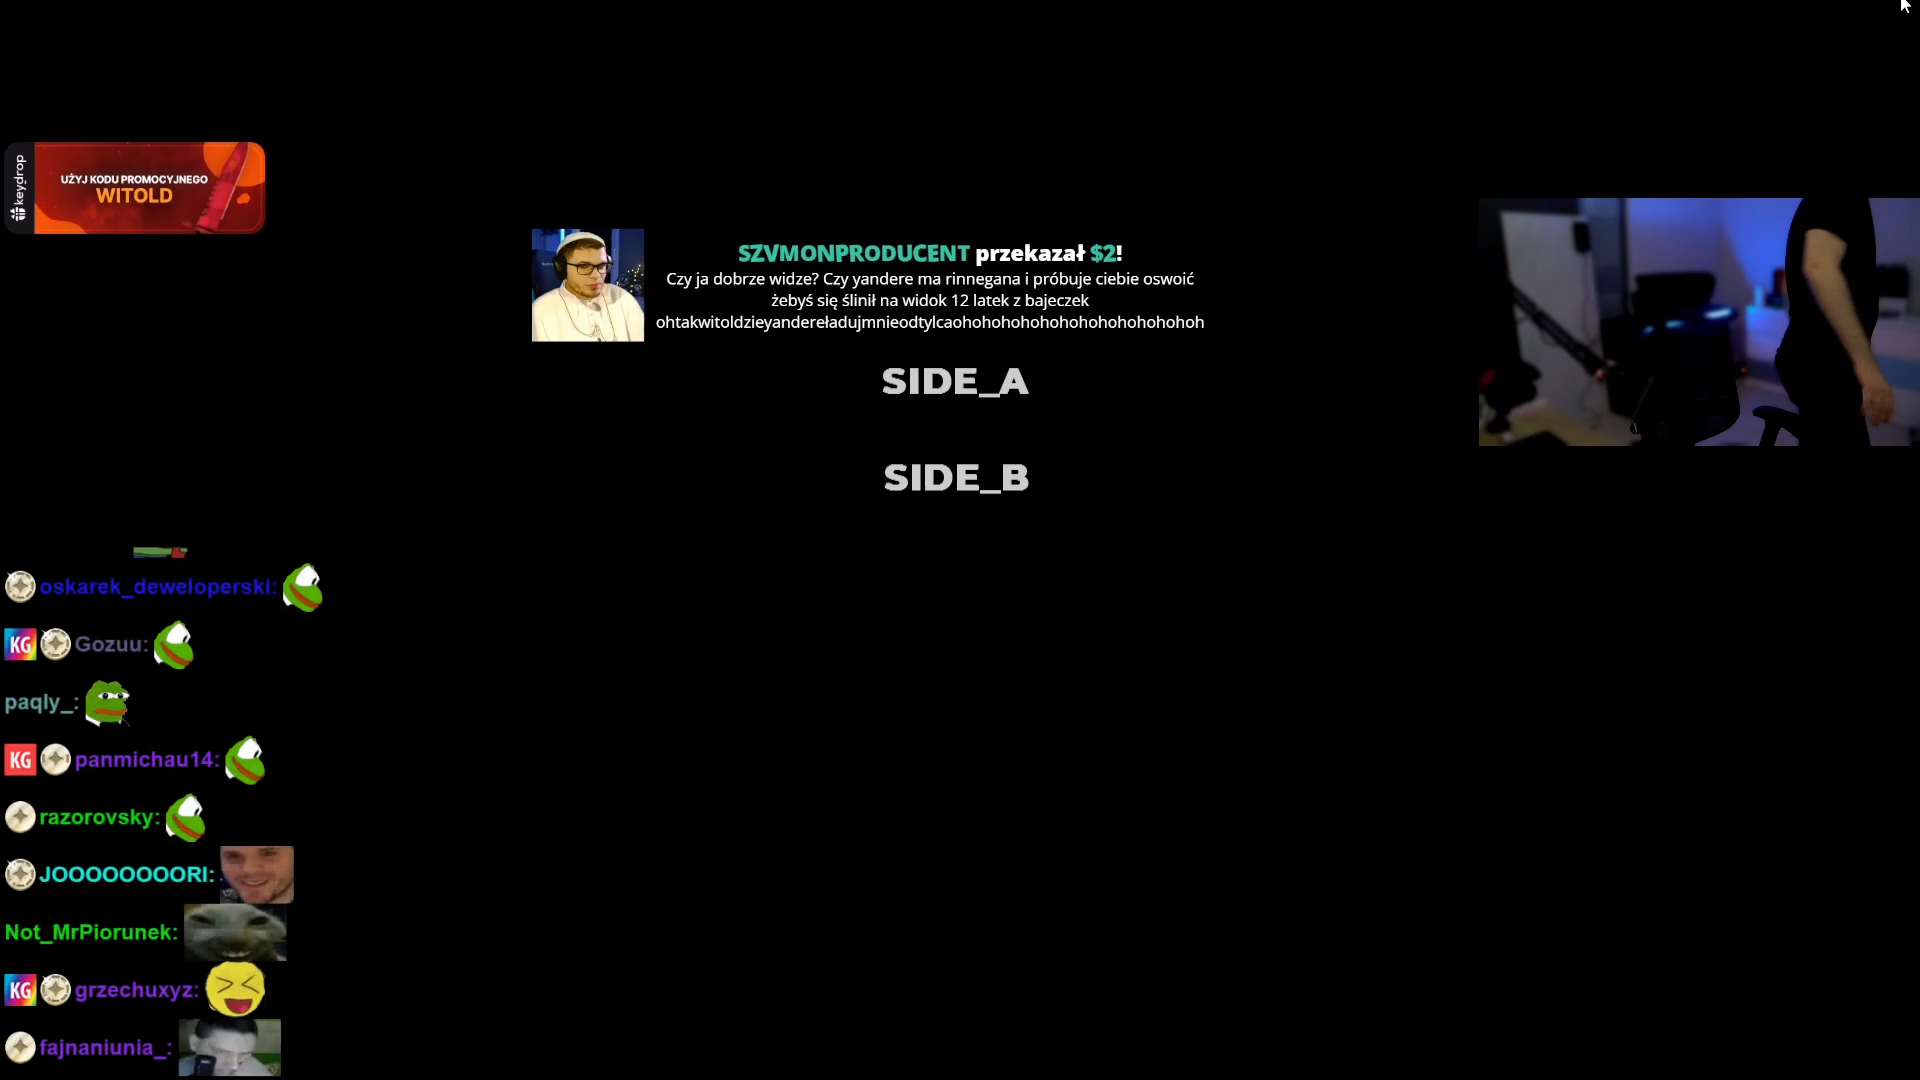 keydrop
UŻYJ KODU PROMOCYJNEGO
WITOLD
SZVMONPRODUCENT przekazał $2!
Czy ja dobrze widze? Czy yandere ma rinnegana i próbuje ciebie oswoić
żebyś się ślinił na widok 12 latek z bajeczek
ohtakwitoldzieyandereładujmnieodtylcaohohohohohohohohohohohohoh
SIDE_A
SIDE_B
oskarek_deweloperski:
KG Gozuu:
paqly_:
KG panmichau14:
razorovsky:
JOOOOOOOORI:
Not_MrPiorunek:
KG grzechuxyz:
fajnaniunia_: